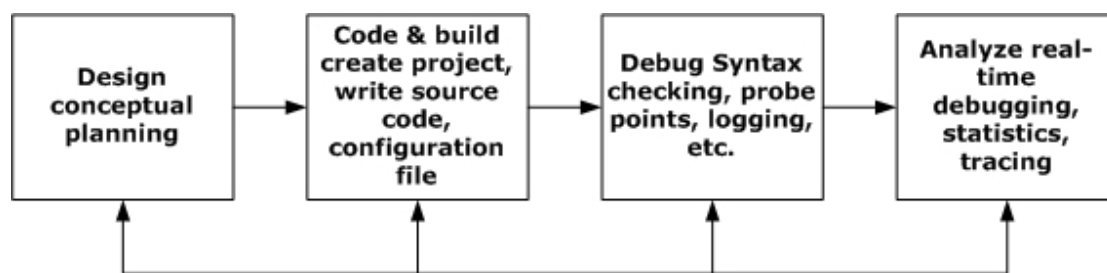 Design
conceptual
planning
Code & build
create project,
write source
code,
configuration
file
Debug Syntax
checking, probe
points, logging,
etc.
Analyze real-
time
debugging,
statistics,
tracing